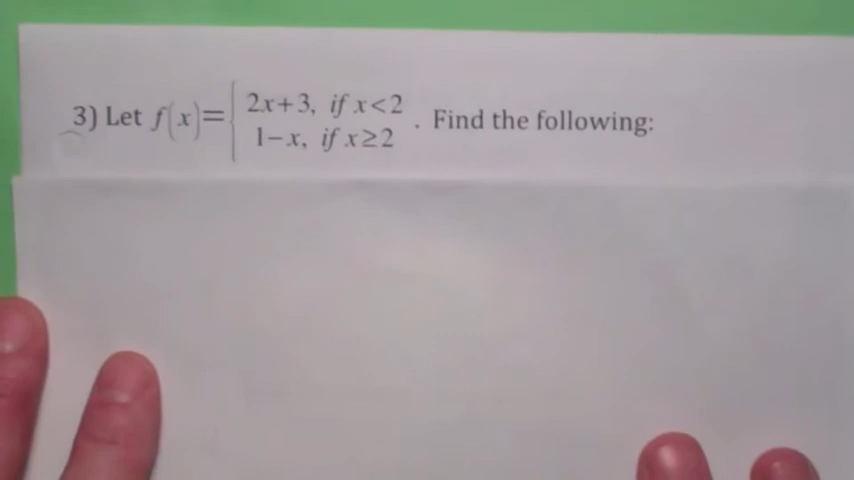 3) Let f(x)= { 2x+3, if x<2
1−x, if x≥2 . Find the following: